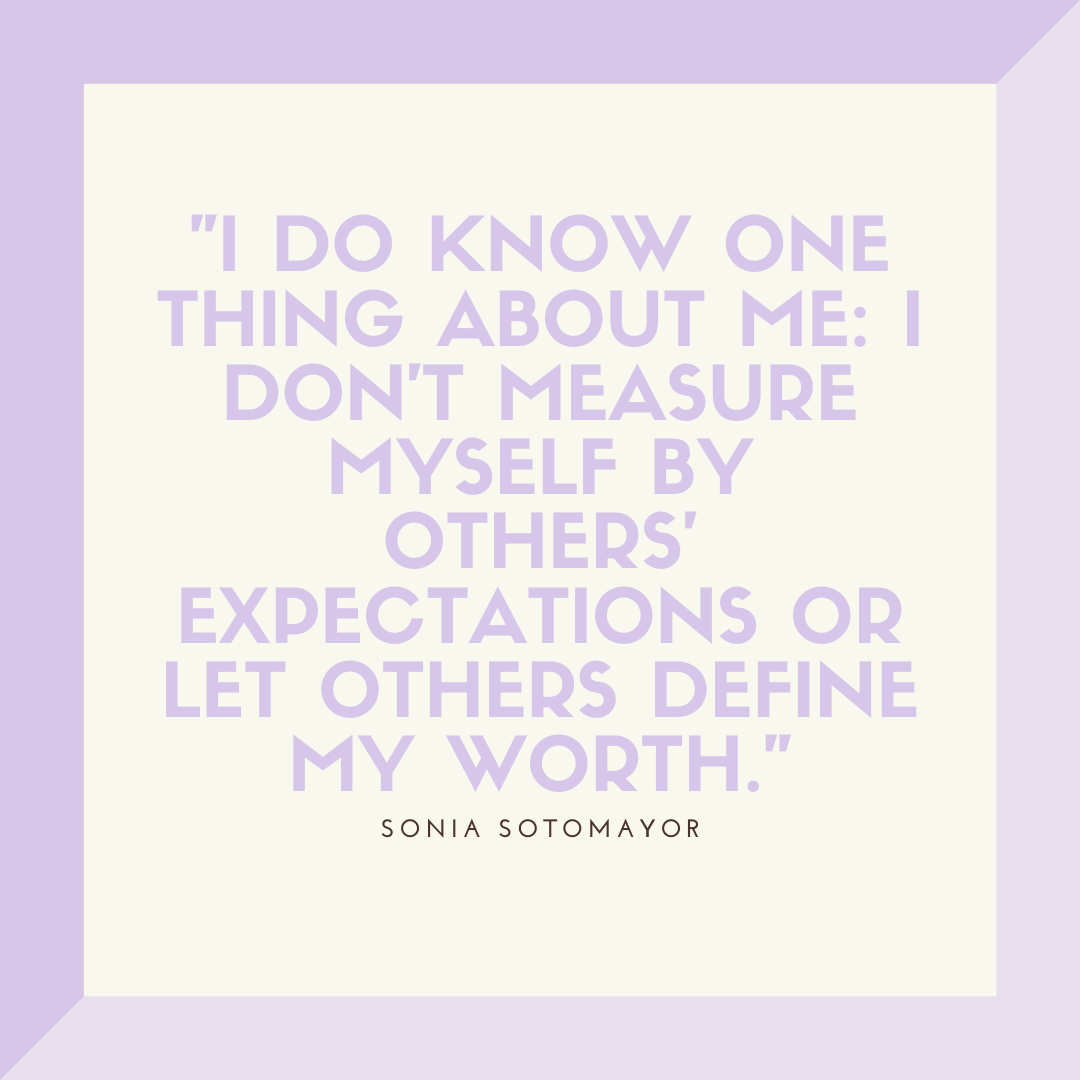 "I DO KNOW ONE
THING ABOUT ME: I
DON'T MEASURE
MYSELF BY
OTHERS'
EXPECTATIONS OR
LET OTHERS DEFINE
MY WORTH."
SONIA SOTOMAYOR